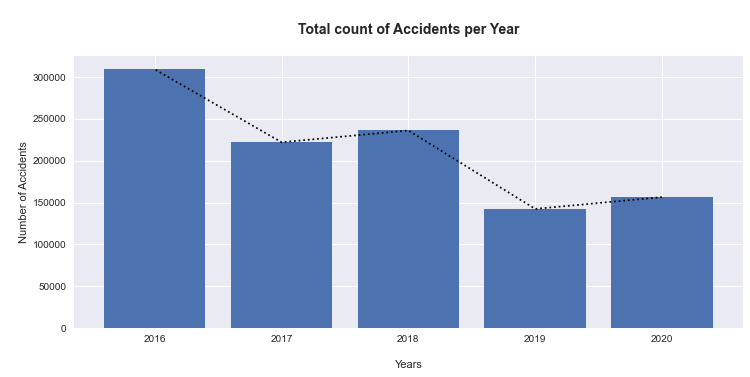 Total count of Accidents per Year
Number of Accidents
300000
250000
200000
150000
100000
50000
0
2016 2017 2018 2019 2020
Years